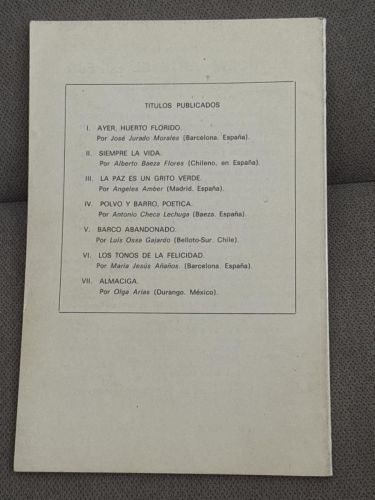 TITULOS PUBLICADOS
I. AYER, HUERTO FLORIDO.
Por José Jurado Morales (Barcelona. España).
II. SIEMPRE LA VIDA.
Por Alberto Baeza Flores (Chileno, en España).
III. LA PAZ ES UN GRITO VERDE.
Por Angeles Amber (Madrid. España).
IV. POLVO Y BARRO, POETICA.
Por Antonio Checa Lechuga (Baeza. España).
V. BARCO ABANDONADO.
Por Luis Ossa Gajardo (Belloto-Sur. Chile).
VI. LOS TONOS DE LA FELICIDAD.
Por María Jesús Añaños. (Barcelona. España).
VII. ALMACIGA.
Por Olga Arias (Durango. México).